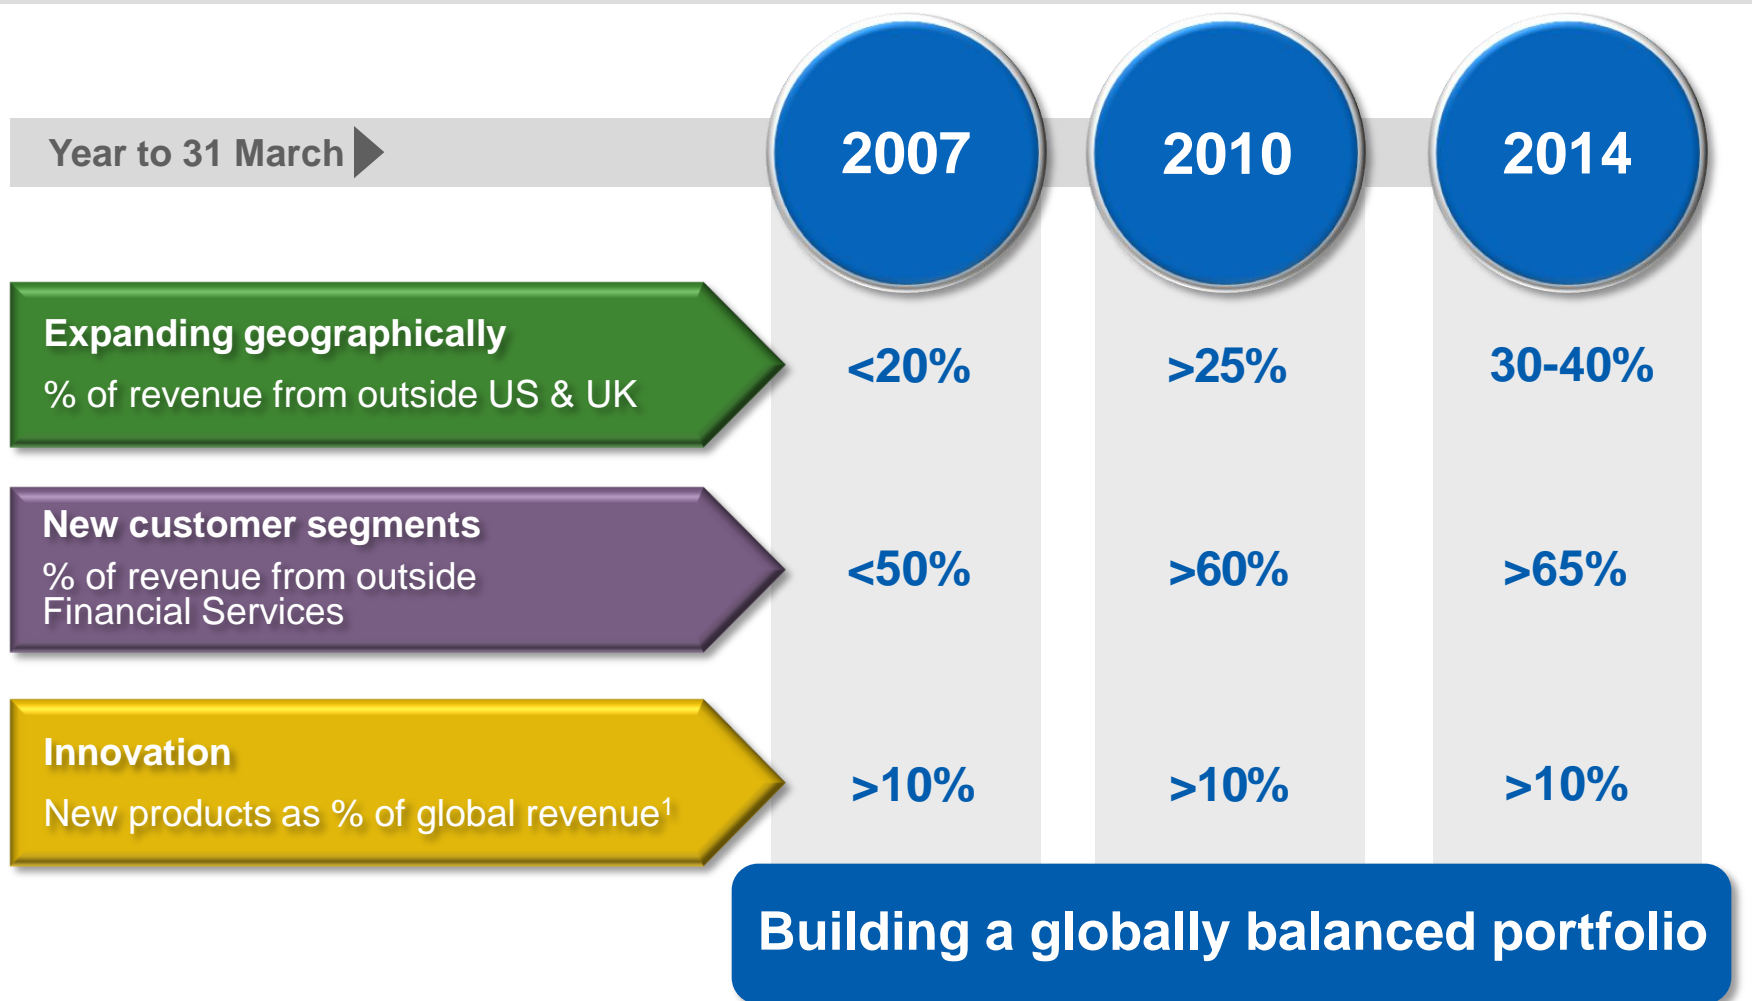 Year to 31 March
2007
2010
2014
Expanding geographically
% of revenue from outside US & UK
<20%
>25%
30-40%
New customer segments
% of revenue from outside
Financial Services
<50%
>60%
>65%
Innovation
New products as % of global revenue¹
>10%
>10%
>10%
Building a globally balanced portfolio